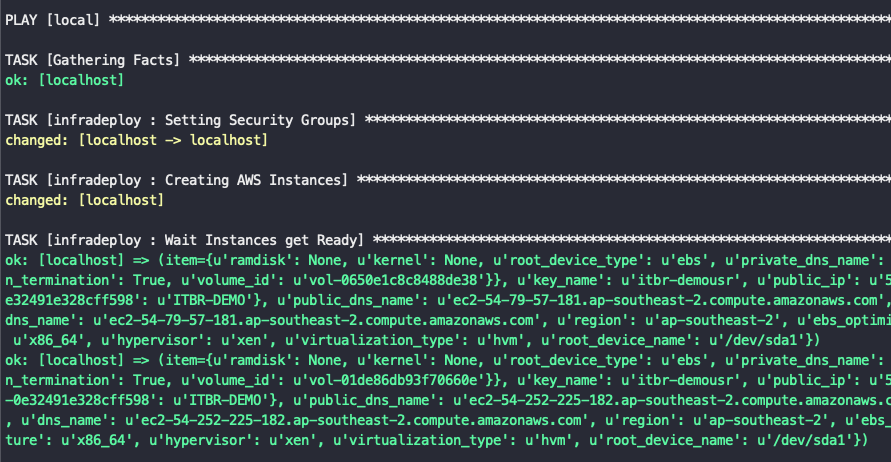 PLAY [local] *****************************************************************************************************
TASK [Gathering Facts] *******************************************************************************************
ok: [localhost]
TASK [infradeploy : Setting Security Groups] *********************************************************************
changed: [localhost -> localhost]
TASK [infradeploy : Creating AWS Instances] **********************************************************************
changed: [localhost]
TASK [infradeploy : Wait Instances get Ready] ********************************************************************
ok: [localhost] => (item={u'ramdisk': None, u'kernel': None, u'root_device_type': u'ebs', u'private_dns_name':
n_termination': True, u'volume_id': u'vol-0650e1c8c8488de38'}}, u'key_name': u'itbr-demousr', u'public_ip': u'5
e32491e328cff598': u'ITBR-DEMO'}, u'public_dns_name': u'ec2-54-79-57-181.ap-southeast-2.compute.amazonaws.com',
dns_name': u'ec2-54-79-57-181.ap-southeast-2.compute.amazonaws.com', u'region': u'ap-southeast-2', u'ebs_optimi
u'x86_64', u'hypervisor': u'xen', u'virtualization_type': u'hvm', u'root_device_name': u'/dev/sda1'})
ok: [localhost] => (item={u'ramdisk': None, u'kernel': None, u'root_device_type': u'ebs', u'private_dns_name':
n_termination': True, u'volume_id': u'vol-01de86db93f70660e'}}, u'key_name': u'itbr-demousr', u'public_ip': u'5
-0e32491e328cff598': u'ITBR-DEMO'}, u'public_dns_name': u'ec2-54-252-225-182.ap-southeast-2.compute.amazonaws.c
, u'dns_name': u'ec2-54-252-225-182.ap-southeast-2.compute.amazonaws.com', u'region': u'ap-southeast-2', u'ebs_
ture': u'x86_64', u'hypervisor': u'xen', u'virtualization_type': u'hvm', u'root_device_name': u'/dev/sda1'})